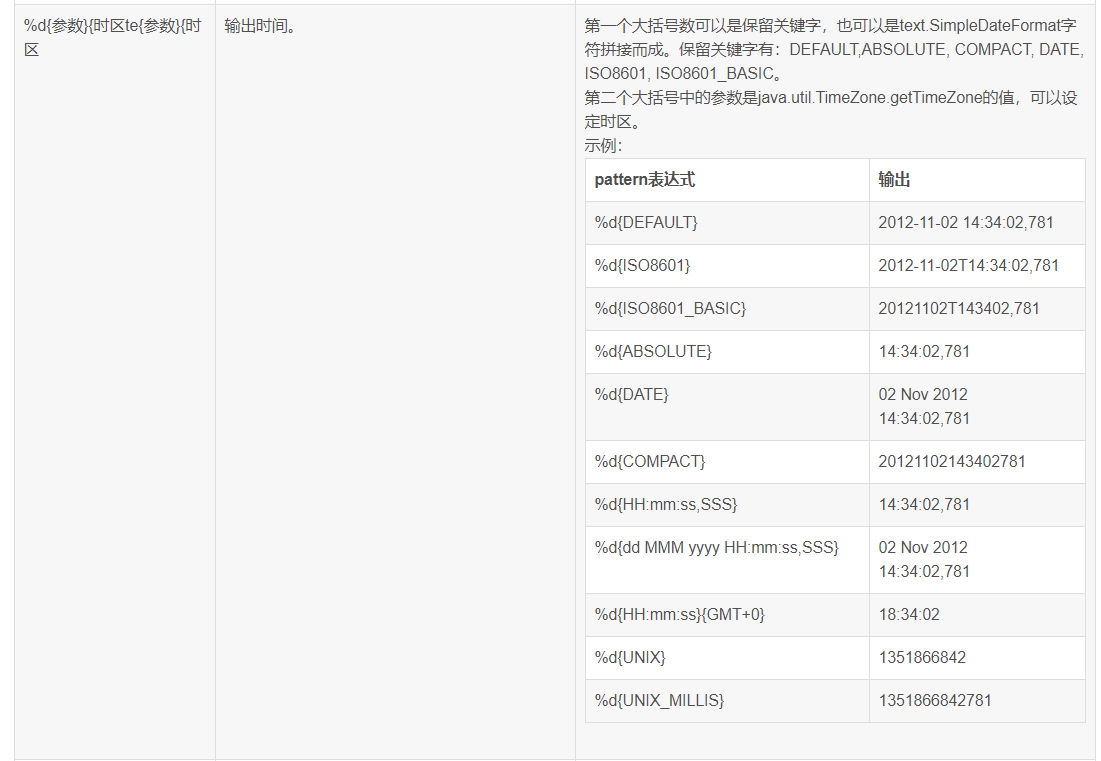 %d{参数}{时区te{参数}{时
区
输出时间。
第一个大括号数可以是保留关键字，也可以是text.SimpleDateFormat字
符拼接而成。保留关键字有：DEFAULT,ABSOLUTE, COMPACT, DATE,
ISO8601, ISO8601_BASIC。
第二个大括号中的参数是java.util.TimeZone.getTimeZone的值，可以设
定时区。
示例：
pattern表达式 输出
%d{DEFAULT} 2012-11-02 14:34:02,781
%d{ISO8601} 2012-11-02T14:34:02,781
%d{ISO8601_BASIC} 20121102T143402,781
%d{ABSOLUTE} 14:34:02,781
%d{DATE} 02 Nov 2012
14:34:02,781
%d{COMPACT} 20121102143402781
%d{HH:mm:ss,SSS} 14:34:02,781
%d{dd MMM yyyy HH:mm:ss,SSS} 02 Nov 2012
14:34:02,781
%d{HH:mm:ss}{GMT+0} 18:34:02
%d{UNIX} 1351866842
%d{UNIX_MILLIS} 1351866842781